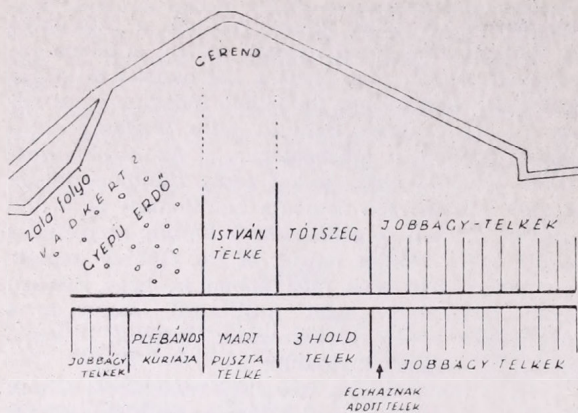 GEREND
Zala folyó
VADKERT?
GYEPŰ ERDŐ
ISTVÁN
TELKE
TÓTSZEG
JOBBÁGY-TELKEK
JOBBÁGY
TELKEK
PLÉBÁNOS
KÚRIÁJA
MÁRT
PUSZTA
TELKE
3 HOLD
TELEK
JOBBÁGY-TELKEK
EGYHÁZNAK
ADOTT TELEK